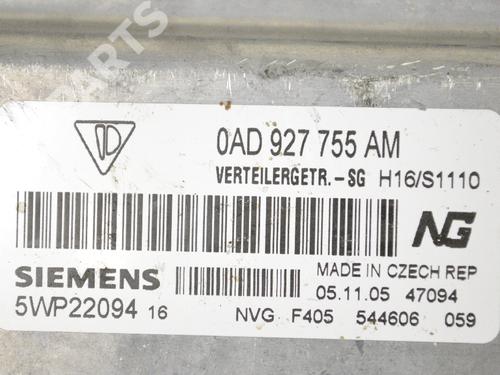 B-PARTS
0AD 927 755 AM
VERTEILERGETR.-SG H16/S1110
NG
SIEMENS
MADE IN CZECH REP
05.11.05 47094
5WP22094 16
NVG F405 544606 059